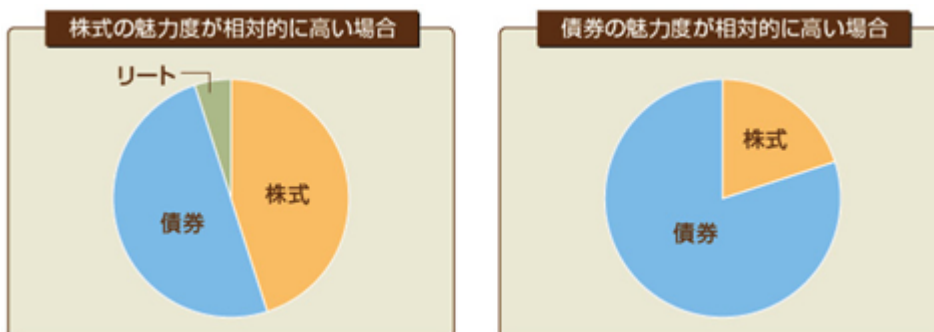 株式の魅力度が相対的に高い場合
リート
株式
債券
債券の魅力度が相対的に高い場合
株式
債券